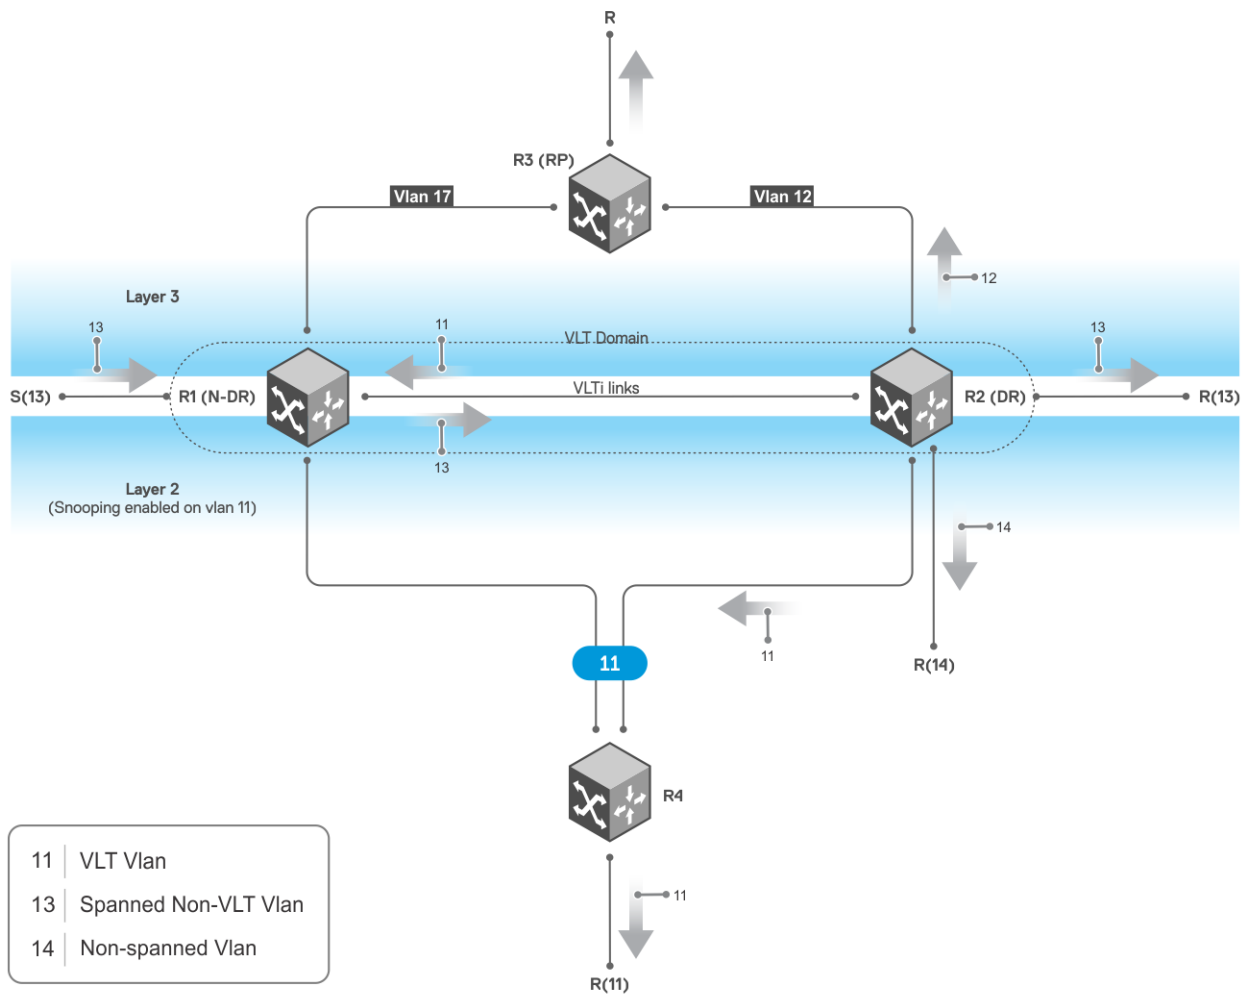 R
R3 (RP)
Vlan 17
Vlan 12
12
Layer 3
13
11
VLT Domain
13
S(13)
R1 (N-DR)
VLTi links
R2 (DR)
R(13)
13
Layer 2
(Snooping enabled on vlan 11)
14
11
11
R(14)
R4
11 VLT Vlan
11
13 Spanned Non-VLT Vlan
14 Non-spanned Vlan
R(11)